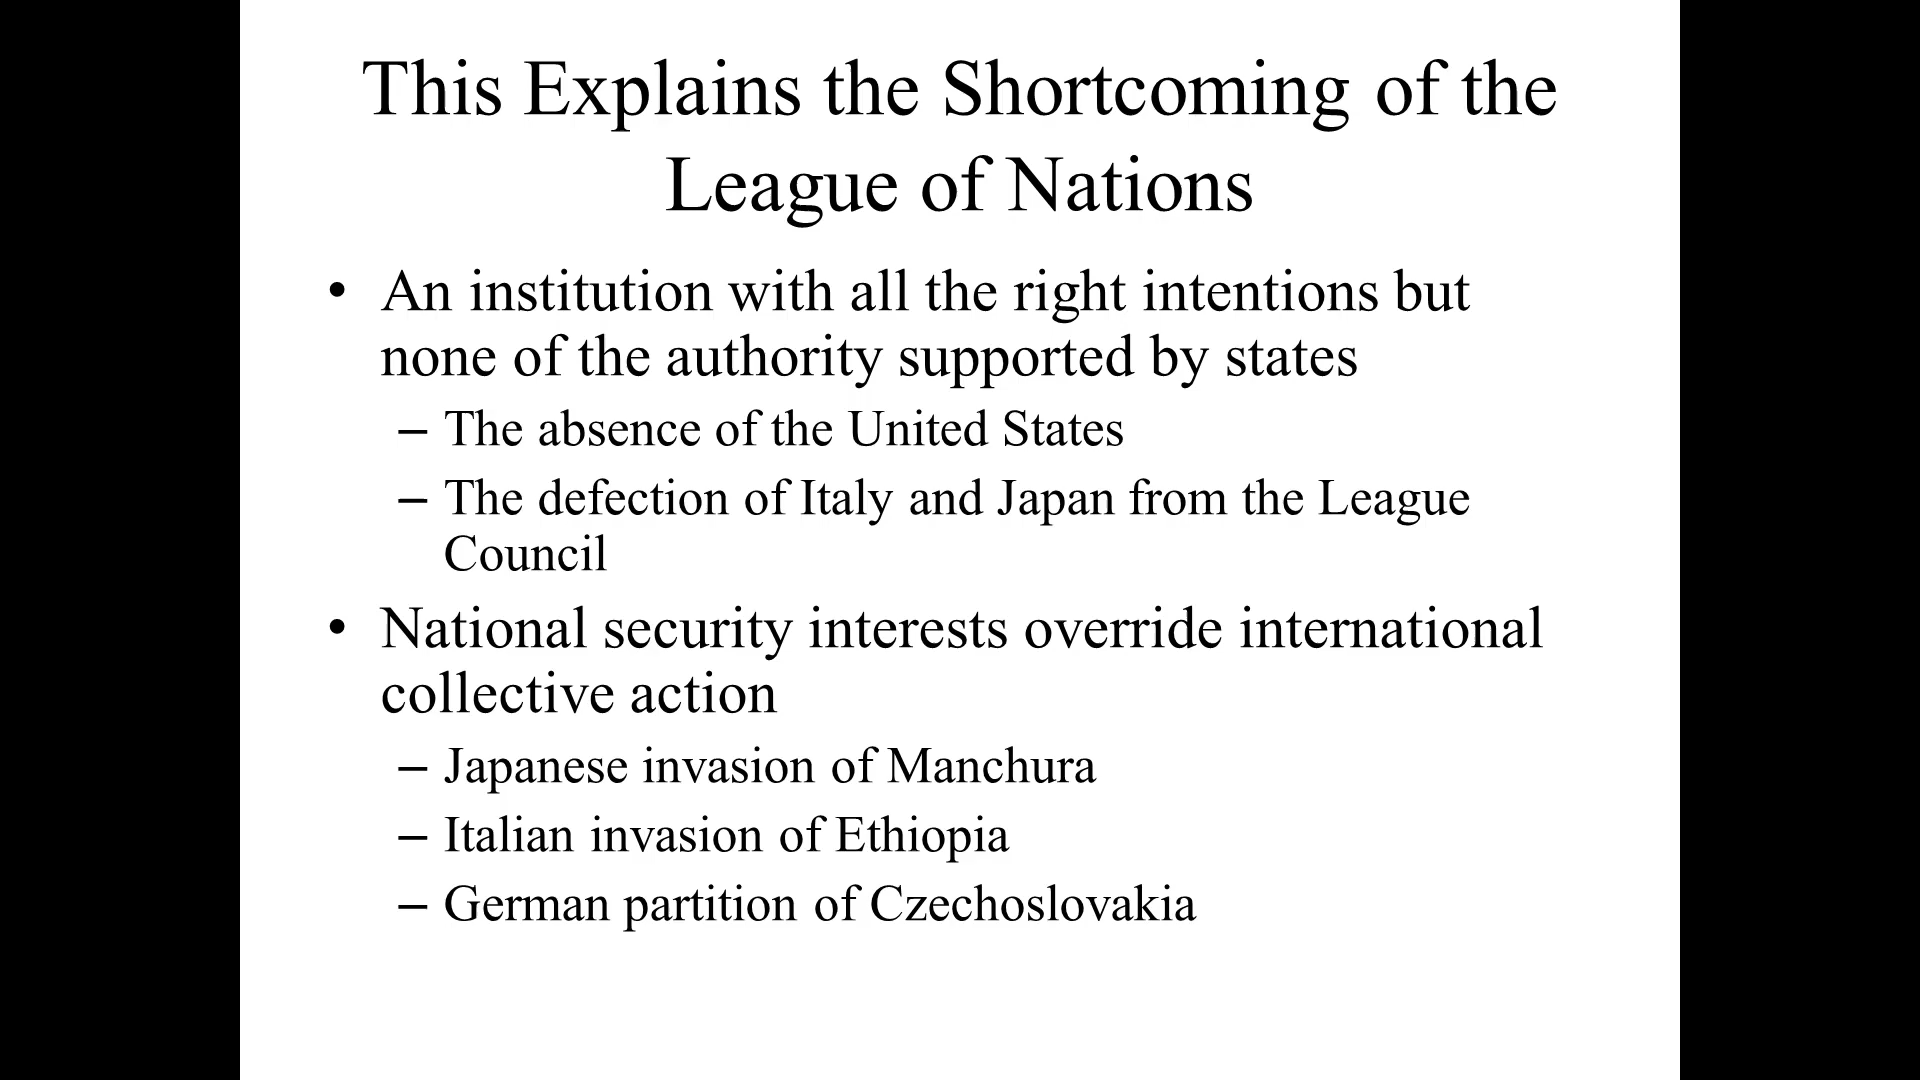 This Explains the Shortcoming of the
League of Nations
• An institution with all the right intentions but
none of the authority supported by states
– The absence of the United States
– The defection of Italy and Japan from the League
Council
• National security interests override international
collective action
– Japanese invasion of Manchura
– Italian invasion of Ethiopia
– German partition of Czechoslovakia